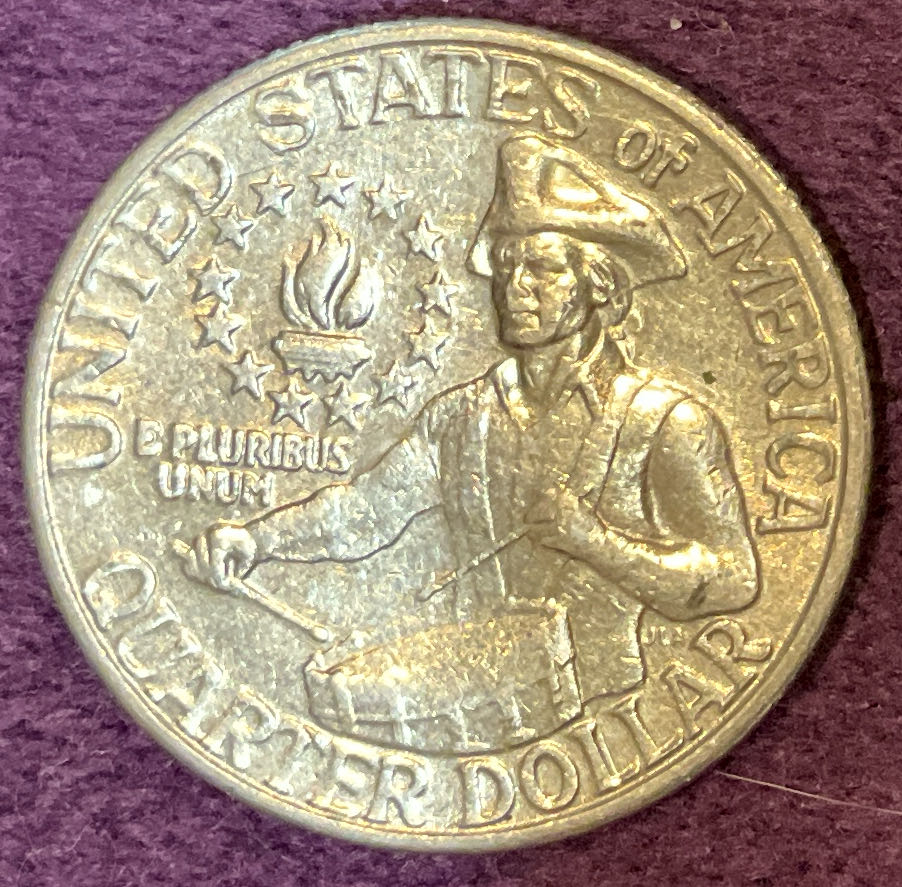 UNITED STATES OF AMERICA
E PLURIBUS
UNUM
QUARTER DOLLAR